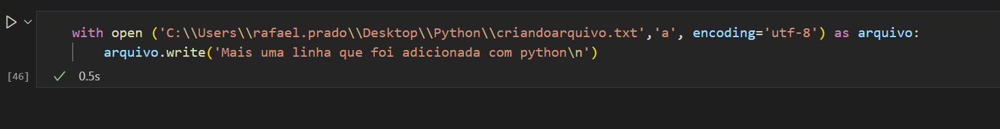 with open ('C:\\Users\\rafael.prado\\Desktop\\Python\\criandoarquivo.txt','a', encoding='utf-8') as arquivo:
    arquivo.write('Mais uma linha que foi adicionada com python\n')
[46] 0.5s